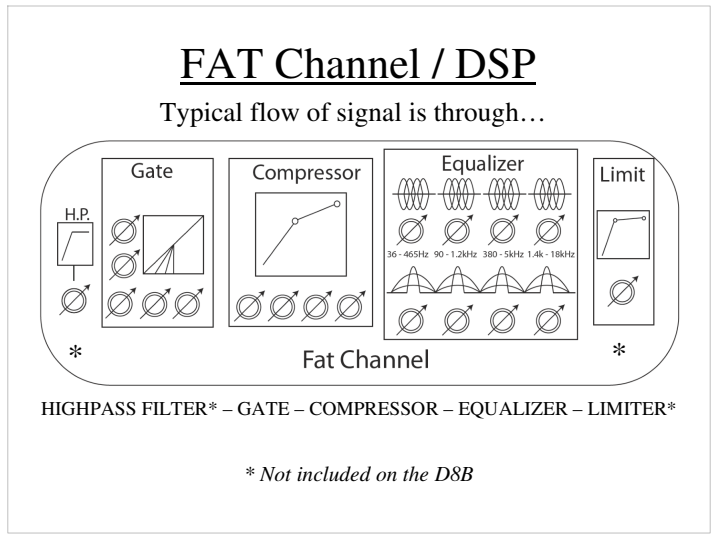 FAT Channel / DSP
Typical flow of signal is through…
Gate
Compressor
Equalizer
Limit
H.P.
36 - 465Hz 90 - 1.2kHz 380 - 5kHz 1.4k - 18kHz
*
*
Fat Channel
HIGHPASS FILTER* – GATE – COMPRESSOR – EQUALIZER – LIMITER*
* Not included on the D8B